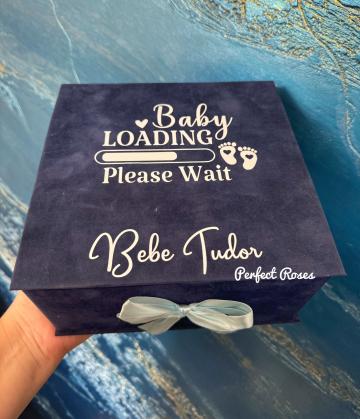 Baby
LOADING
Please Wait
Bebe Tudor
Perfect Roses